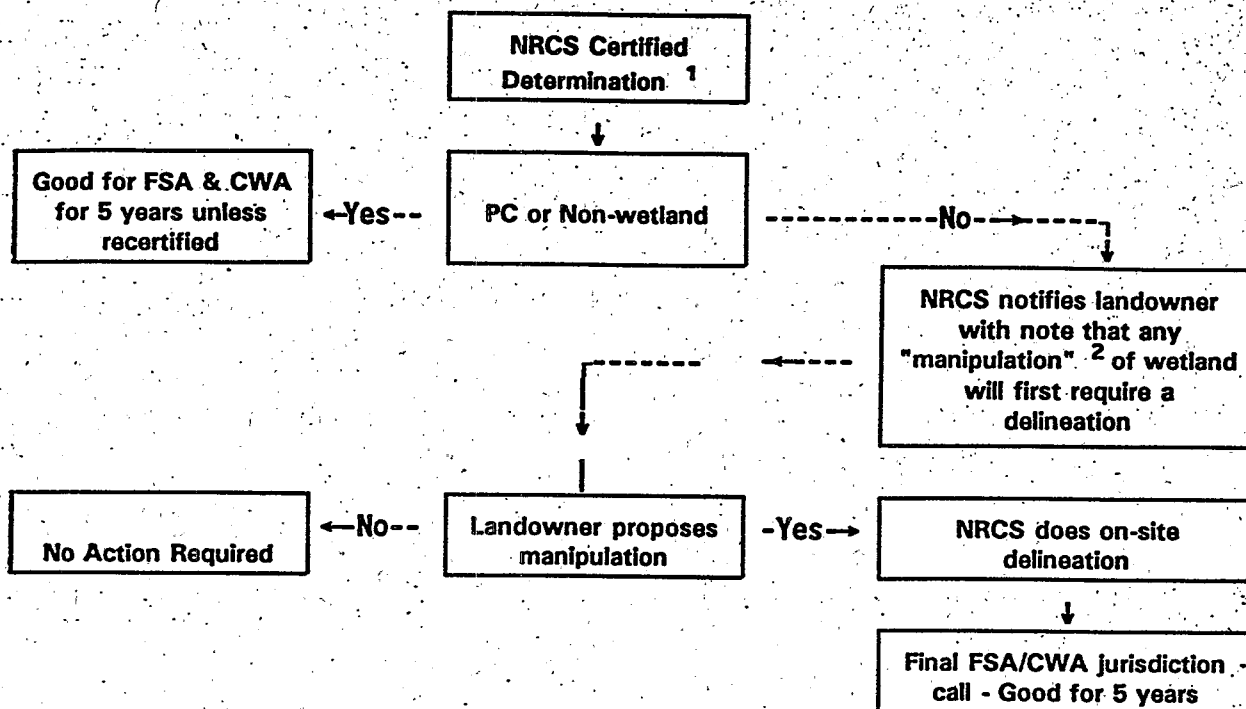 NRCS Certified
Determination 1
Good for FSA & CWA
for 5 years unless
recertified
Yes
PC or Non-wetland
No
NRCS notifies landowner
with note that any
"manipulation" 2 of wetland
will first require a
delineation
No Action Required
No
Landowner proposes
manipulation
Yes
NRCS does on-site
delineation
Final FSA/CWA jurisdiction -
call - Good for 5 years